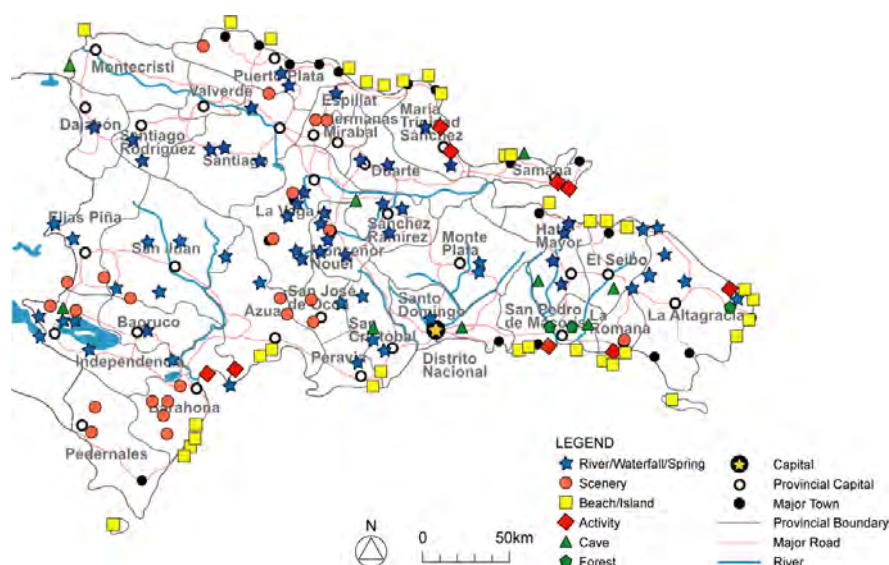 Montecristi
Puerto Plata
Valverde
Espillat
Hermanas
Mirabal
María
Trinidad
Sánchez
Dajabón
Santiago
Rodríguez
Santiago
Duarte
Samaná
Elías Piña
La Vega
San Juan
Sánchez
Ramírez
Monseñor
Nouel
Monte
Plata
Hato
Mayor
El Seibo
San José
de Ocoa
Azua
Santo
Domingo
San Pedro
de Macorís
La
Romana
La Altagracia
Baoruco
San
Cristóbal
Independencia
Peravia
Distrito
Nacional
Barahona
Pedernales
LEGEND
River/Waterfall/Spring
Scenery
Beach/Island
Activity
Cave
Forest
Capital
Provincial Capital
Major Town
Provincial Boundary
Major Road
River
N
0
50km